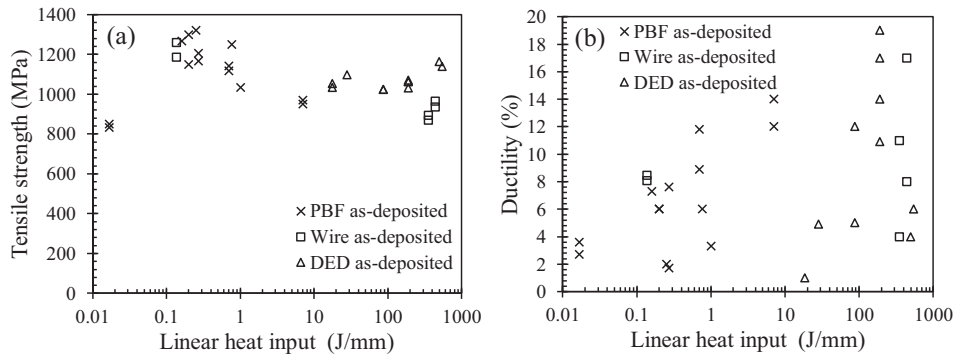 (a)
Tensile strength (MPa)
1400
1200
1000
800
600
400
200
0
PBF as-deposited
Wire as-deposited
DED as-deposited
0.01 0.1 1 10 100 1000
Linear heat input (J/mm)
(b)
Ductility (%)
20
18
16
14
12
10
8
6
4
2
0
PBF as-deposited
Wire as-deposited
DED as-deposited
0.01 0.1 1 10 100 1000
Linear heat input (J/mm)